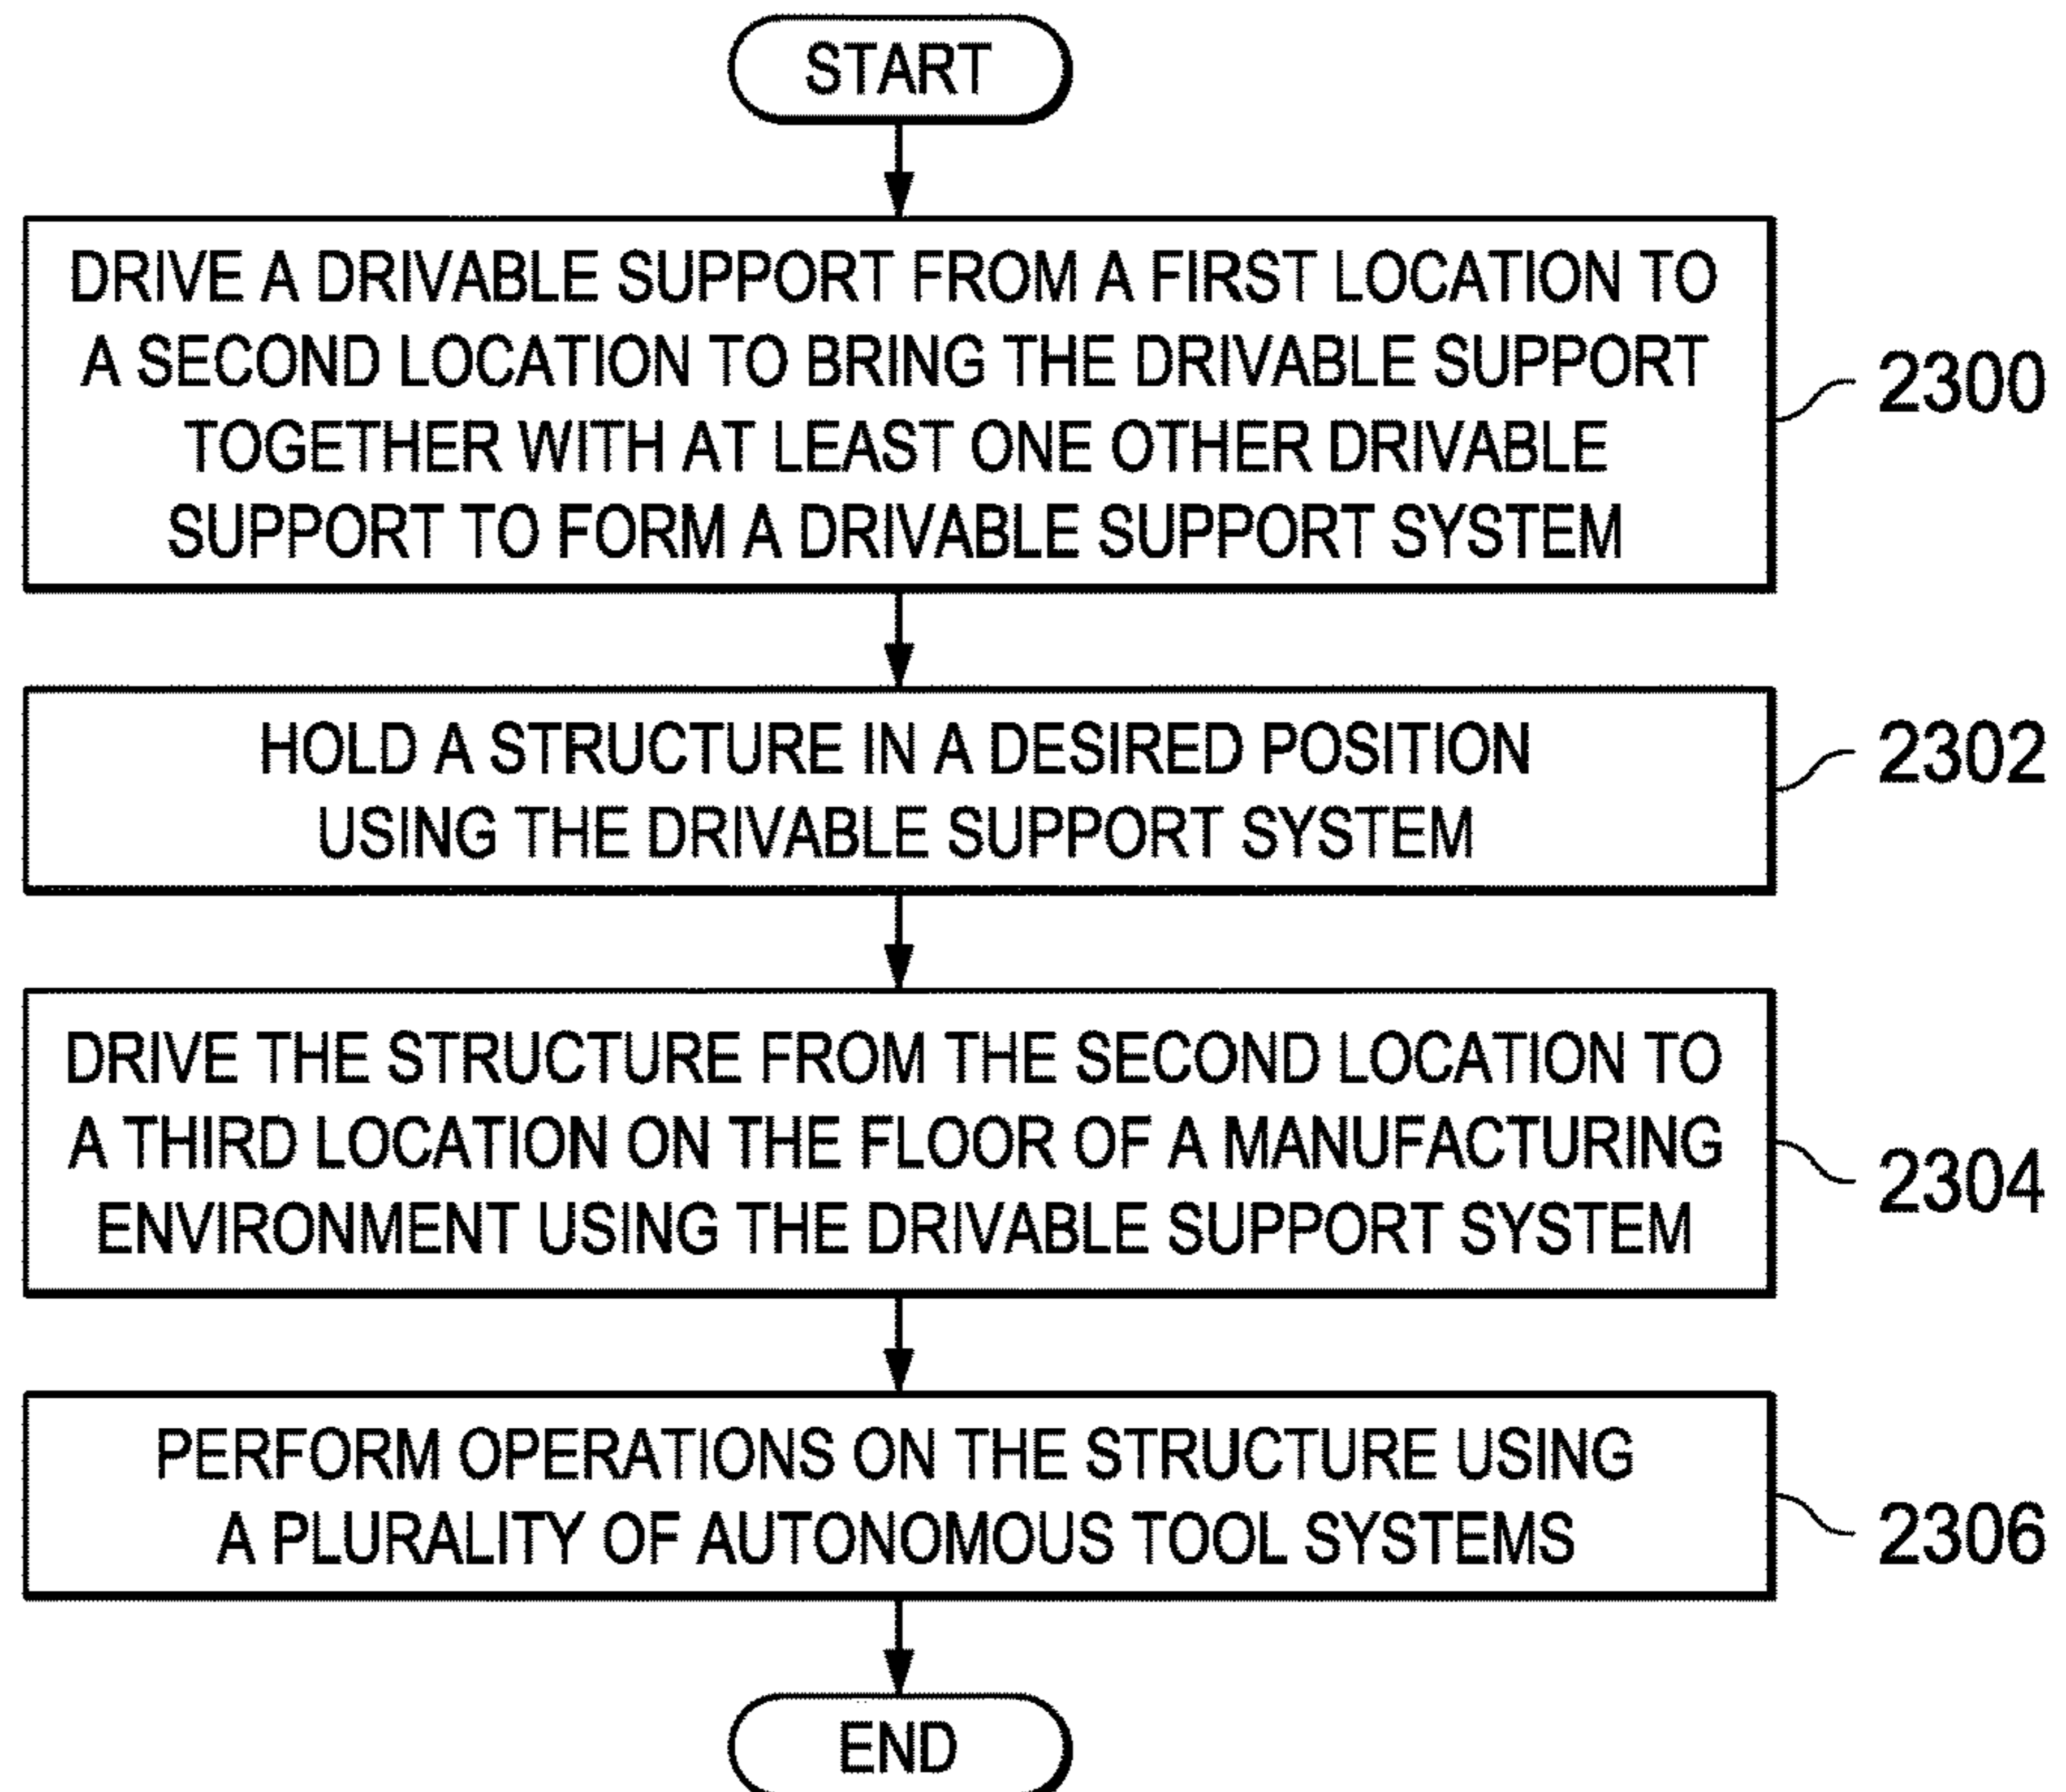 START
DRIVE A DRIVABLE SUPPORT FROM A FIRST LOCATION TO
A SECOND LOCATION TO BRING THE DRIVABLE SUPPORT
TOGETHER WITH AT LEAST ONE OTHER DRIVABLE
SUPPORT TO FORM A DRIVABLE SUPPORT SYSTEM
2300
HOLD A STRUCTURE IN A DESIRED POSITION
USING THE DRIVABLE SUPPORT SYSTEM
2302
DRIVE THE STRUCTURE FROM THE SECOND LOCATION TO
A THIRD LOCATION ON THE FLOOR OF A MANUFACTURING
ENVIRONMENT USING THE DRIVABLE SUPPORT SYSTEM
2304
PERFORM OPERATIONS ON THE STRUCTURE USING
A PLURALITY OF AUTONOMOUS TOOL SYSTEMS
2306
END